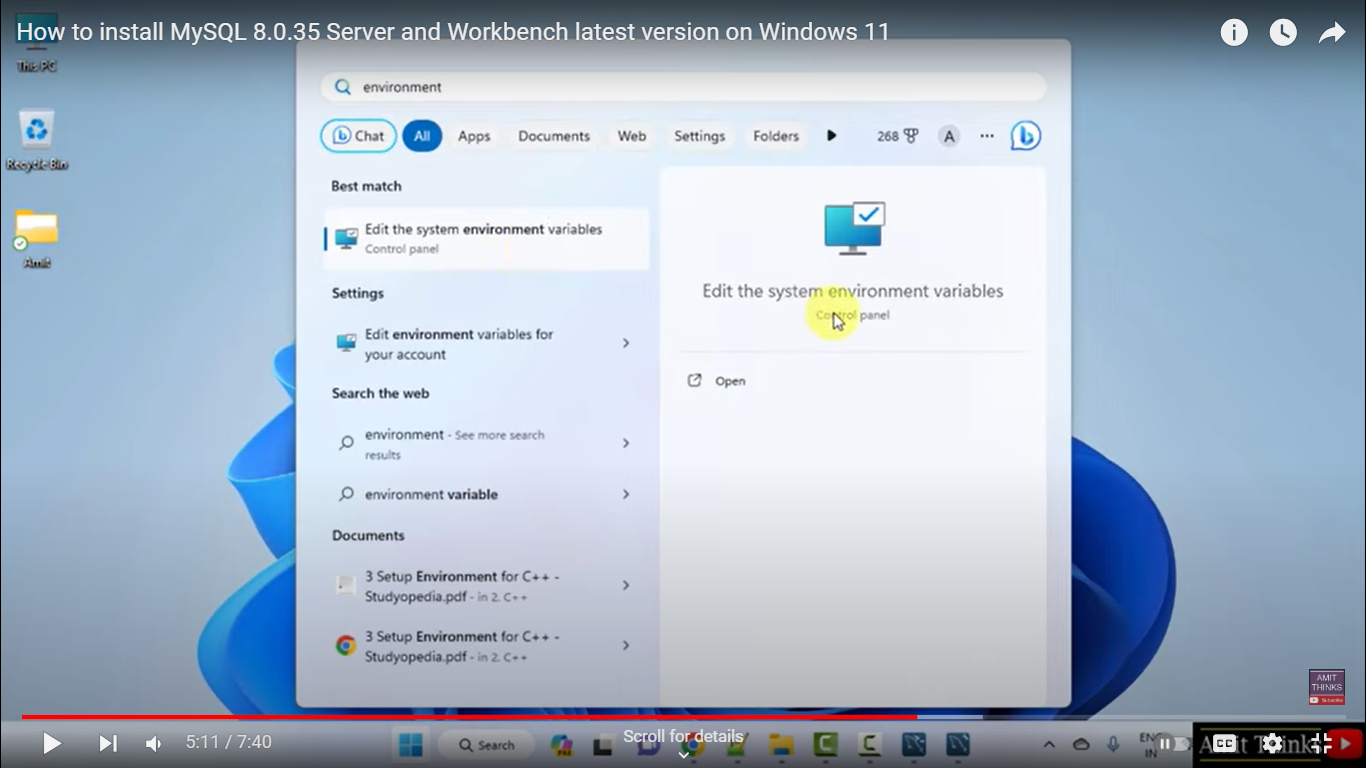 How to install MySQL 8.0.35 Server and Workbench latest version on Windows 11
This PC
Recycle Bin
Amit
environment
Chat
All
Apps
Documents
Web
Settings
Folders
268
A
Best match
Edit the system environment variables
Control panel
Settings
Edit environment variables for
your account
Search the web
environment - See more search
results
environment variable
Documents
3 Setup Environment for C++ -
Studyopedia.pdf - in 2. C++
3 Setup Environment for C++ -
Studyopedia.pdf - in 2. C++
Edit the system environment variables
Control panel
Open
AMIT
THINKS
Subscribe
5:11 / 7:40
Search
Scroll for details
ENG
IN
CC
Amit Thinks